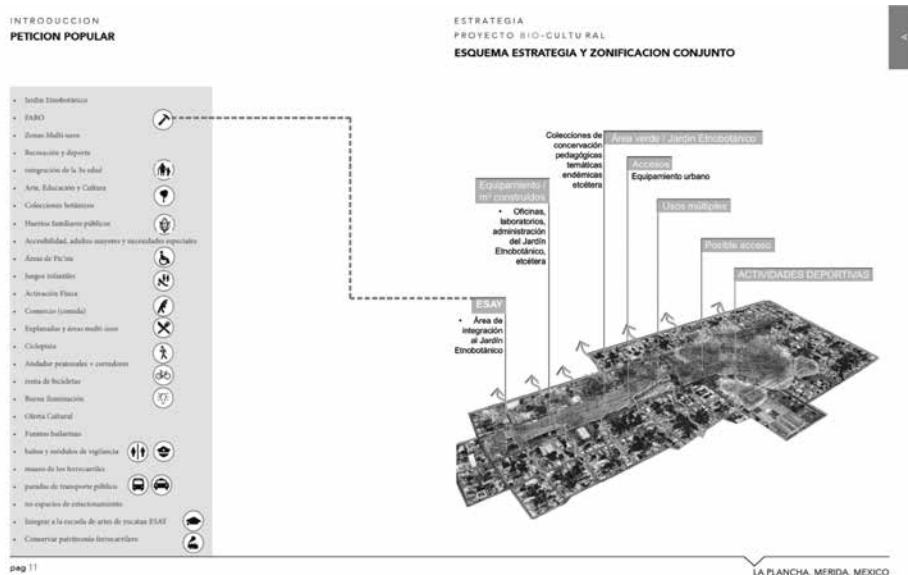 INTRODUCCION
PETICION POPULAR
• Jardín Etnobotánico
• FARO
• Zonas Multi-usos
• Recreación y deporte
• integración de la 3a edad
• Arte, Educación y Cultura
• Colecciones botánicas
• Huertos familiares públicos
• Accesibilidad, adultos mayores y necesidades especiales
• Áreas de Pic'nic
• Juegos infantiles
• Activación Física
• Comercio (comida)
• Explanadas y áreas multi-usos
• Ciclopista
• Andador peatonales + corredores
• renta de bicicletas
• Buena iluminación
• Oferta Cultural
• Fuentes bailarinas
• baños y módulos de vigilancia
• museo de los ferrocarriles
• paradas de transporte público
• no espacios de estacionamiento
• Integrar a la escuela de artes de yucatan ESAY
• Conservar patrimonio ferrocarrilero
pag 11
ESTRATEGIA
PROYECTO BIO-CULTURAL
ESQUEMA ESTRATEGIA Y ZONIFICACION CONJUNTO
Colecciones de
concervación
pedagógicas
temáticas
endémicas
etcétera
Área verde / Jardín Etnobotánico
Accesos
Equipamiento urbano
Equipamiento /
m² construidos
• Oficinas,
laboratorios,
administración
del Jardín
Etnobotánico,
etcétera
Usos múltiples
Posible acceso
ACTIVIDADES DEPORTIVAS
ESAY
• Área de
integración
al Jardín
Etnobotánico
LA PLANCHA, MERIDA, MEXICO